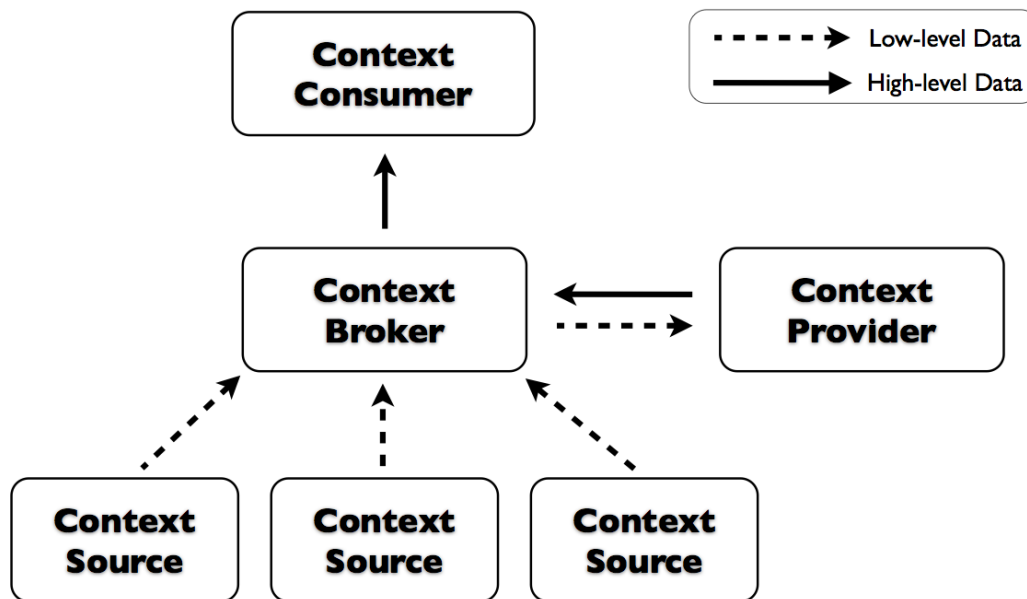 Context
Consumer
Low-level Data
High-level Data
Context
Broker
Context
Provider
Context
Source
Context
Source
Context
Source